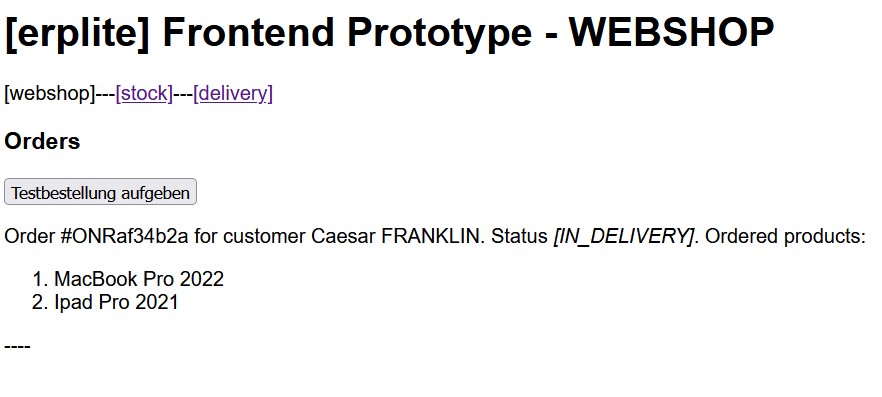 [erplite] Frontend Prototype - WEBSHOP
[webshop]---[stock]---[delivery]
Orders
Testbestellung aufgeben
Order #ONRaf34b2a for customer Caesar FRANKLIN. Status [IN_DELIVERY]. Ordered products:
1. MacBook Pro 2022
2. Ipad Pro 2021
----